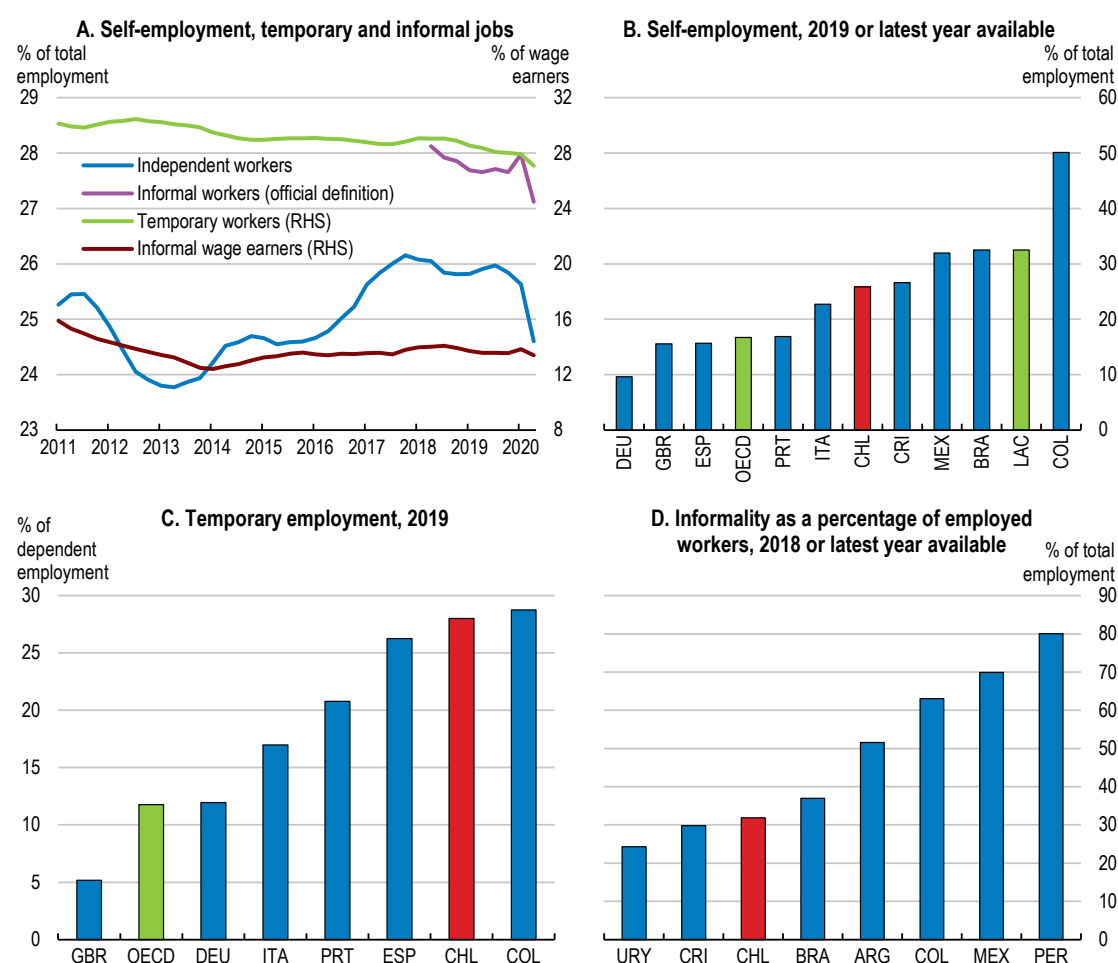 A. Self-employment, temporary and informal jobs
% of total
employment
% of wage
earners
29
28
27
26
25
24
23
32
28
24
20
16
12
8
Independent workers
Informal workers (official definition)
Temporary workers (RHS)
Informal wage earners (RHS)
2011 2012 2013 2014 2015 2016 2017 2018 2019 2020
B. Self-employment, 2019 or latest year available
% of total
employment
60
50
40
30
20
10
0
DEU GBR ESP OECD PRT ITA CHL CRI MEX BRA LAC COL
C. Temporary employment, 2019
% of
dependent
employment
30
25
20
15
10
5
0
GBR OECD DEU ITA PRT ESP CHL COL
D. Informality as a percentage of employed
workers, 2018 or latest year available
% of total
employment
90
80
70
60
50
40
30
20
10
0
URY CRI CHL BRA ARG COL MEX PER